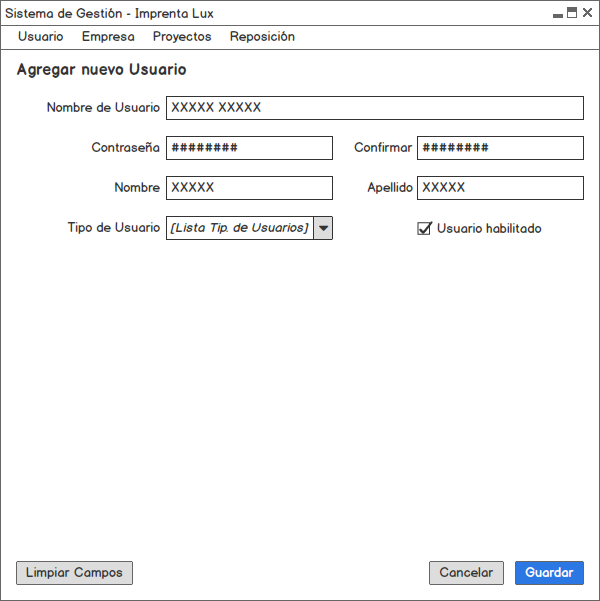 Sistema de Gestión - Imprenta Lux
Usuario Empresa Proyectos Reposición
Agregar nuevo Usuario
Nombre de Usuario XXXXX XXXXX
Contraseña ######## Confirmar ########
Nombre XXXXX Apellido XXXXX
Tipo de Usuario [Lista Tip. de Usuarios] Usuario habilitado
Limpiar Campos Cancelar Guardar